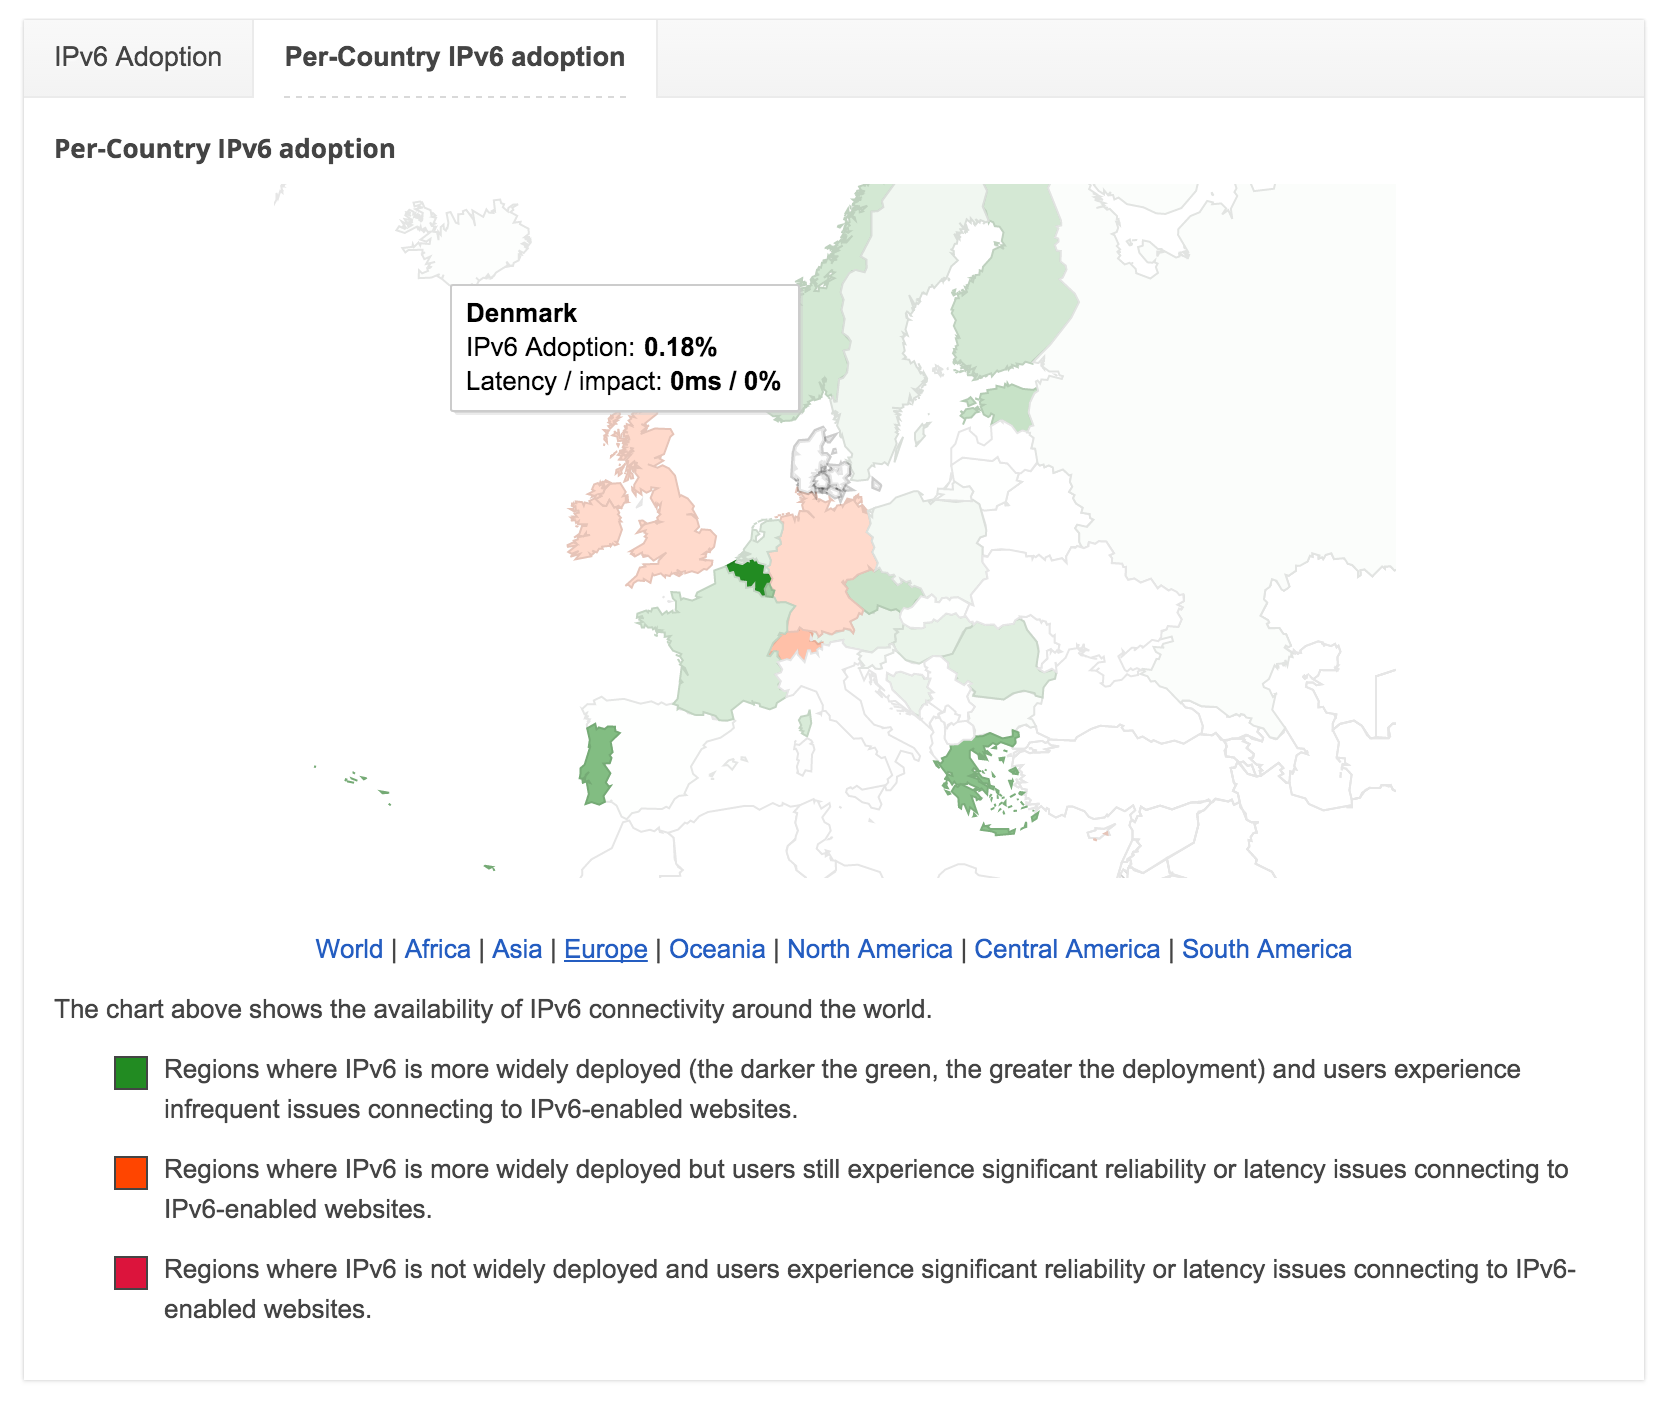 IPv6 Adoption
Per-Country IPv6 adoption
Per-Country IPv6 adoption
Denmark
IPv6 Adoption: 0.18%
Latency / impact: 0ms / 0%
World | Africa | Asia | Europe | Oceania | North America | Central America | South America
The chart above shows the availability of IPv6 connectivity around the world.
Regions where IPv6 is more widely deployed (the darker the green, the greater the deployment) and users experience
infrequent issues connecting to IPv6-enabled websites.
Regions where IPv6 is more widely deployed but users still experience significant reliability or latency issues connecting to
IPv6-enabled websites.
Regions where IPv6 is not widely deployed and users experience significant reliability or latency issues connecting to IPv6-
enabled websites.